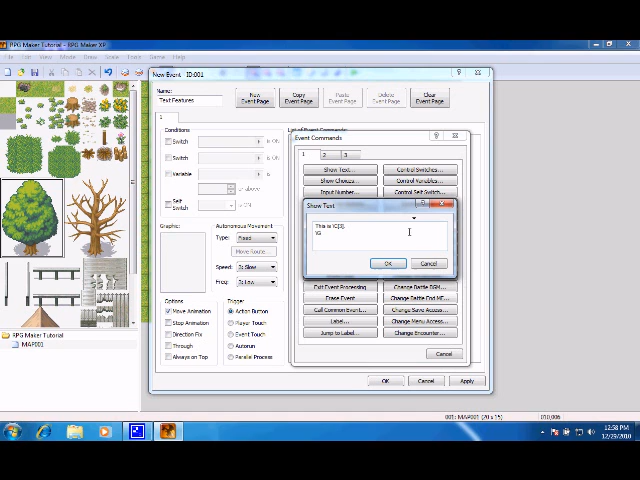 RPG Maker Tutorial - RPG Maker XP
File Edit View Mode Draw Scale Tools Game Help
New Event - ID:001
Name:
Text Features
New Event Page
Copy Event Page
Paste Event Page
Delete Event Page
Clear Event Page
1
Conditions
Switch is ON
Switch is ON
Variable is
or above
Self Switch is ON
Graphic:
Autonomous Movement
Type: Fixed
Move Route...
Speed: 3: Slow
Freq: 3: Low
Options
Move Animation
Stop Animation
Direction Fix
Through
Always on Top
Trigger
Action Button
Player Touch
Event Touch
Autorun
Parallel Process
List of Event Commands:
Event Commands
1 2 3
Show Text... Control Switches...
Show Choices... Control Variables...
Input Number... Control Self Switch...
Show Text
This is \C[3].
\G
OK Cancel
Exit Event Processing Change Battle BGM...
Erase Event Change Battle End ME...
Call Common Event... Change Save Access...
Label... Change Menu Access...
Jump to Label... Change Encounter...
Cancel
OK Cancel Apply
RPG Maker Tutorial
MAP001
001: MAP001 (20 x 15)
010,006
12:58 PM
12/29/2010